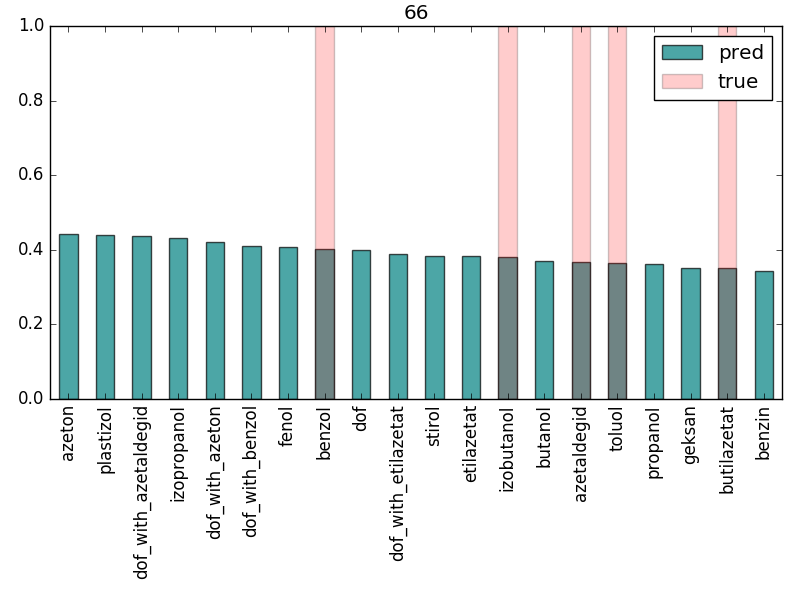 66
1.0
0.8
0.6
0.4
0.2
0.0
pred
true
azeton
plastizol
dof_with_azetaldegid
izopropanol
dof_with_azeton
dof_with_benzol
fenol
benzol
dof
dof_with_etilazetat
stirol
etilazetat
izobutanol
butanol
azetaldegid
toluol
propanol
geksan
butilazetat
benzin